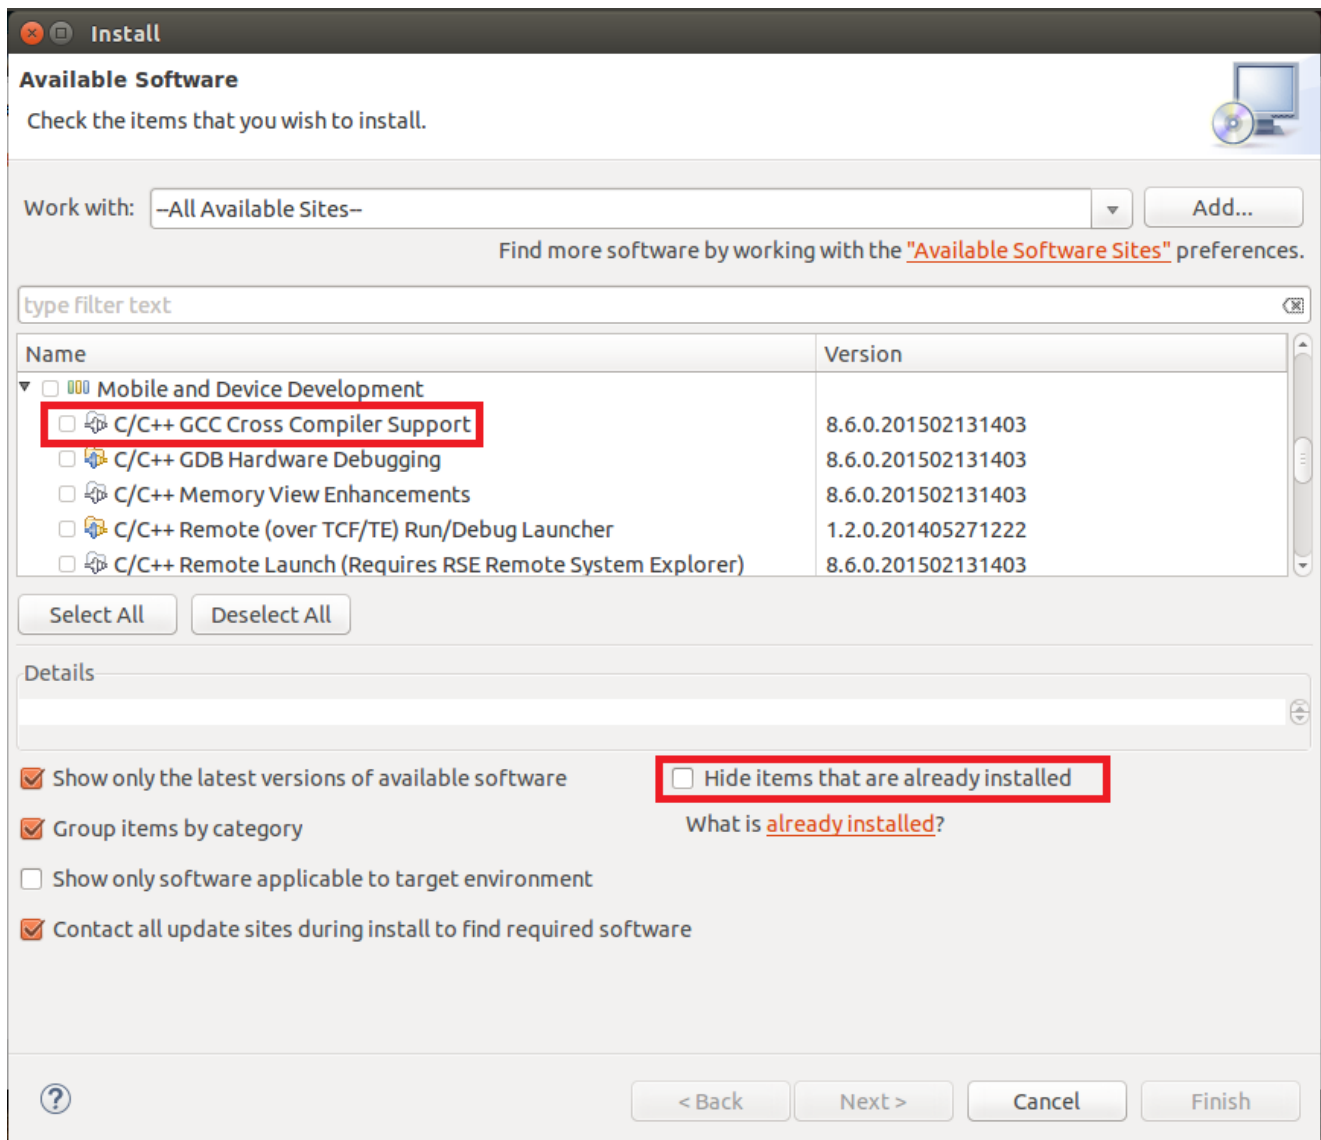 Install
Available Software
Check the items that you wish to install.
Work with: --All Available Sites-- Add...
Find more software by working with the "Available Software Sites" preferences.
type filter text
Name Version
Mobile and Device Development
C/C++ GCC Cross Compiler Support 8.6.0.201502131403
C/C++ GDB Hardware Debugging 8.6.0.201502131403
C/C++ Memory View Enhancements 8.6.0.201502131403
C/C++ Remote (over TCF/TE) Run/Debug Launcher 1.2.0.201405271222
C/C++ Remote Launch (Requires RSE Remote System Explorer) 8.6.0.201502131403
Select All Deselect All
Details
Show only the latest versions of available software Hide items that are already installed
Group items by category What is already installed?
Show only software applicable to target environment
Contact all update sites during install to find required software
? < Back Next > Cancel Finish